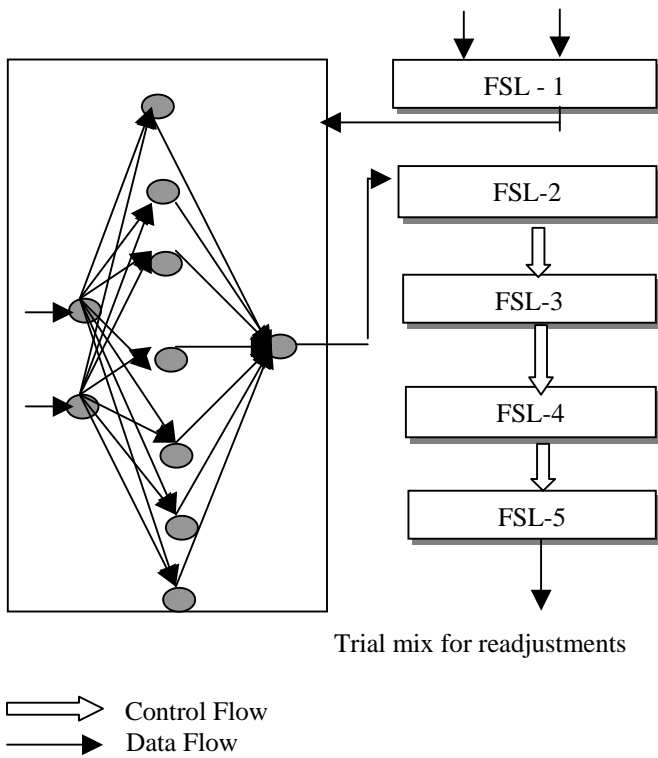 FSL - 1
FSL-2
FSL-3
FSL-4
FSL-5
Trial mix for readjustments
Control Flow
Data Flow